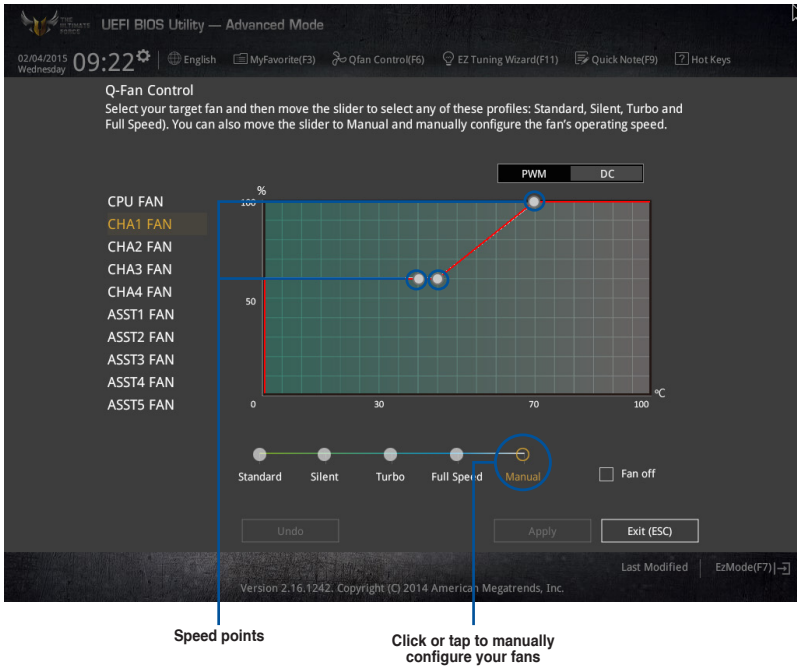 THE ULTIMATE FORCE
UEFI BIOS Utility — Advanced Mode
02/04/2015
Wednesday
09:22
English
MyFavorite(F3)
Qfan Control(F6)
EZ Tuning Wizard(F11)
Quick Note(F9)
? Hot Keys
Q-Fan Control
Select your target fan and then move the slider to select any of these profiles: Standard, Silent, Turbo and
Full Speed). You can also move the slider to Manual and manually configure the fan's operating speed.
PWM
DC
CPU FAN
CHA1 FAN
CHA2 FAN
CHA3 FAN
CHA4 FAN
ASST1 FAN
ASST2 FAN
ASST3 FAN
ASST4 FAN
ASST5 FAN
%
100
50
0
30
70
100
ºC
Standard
Silent
Turbo
Full Speed
Manual
Fan off
Undo
Apply
Exit (ESC)
Last Modified
EzMode(F7)
Version 2.16.1242. Copyright (C) 2014 American Megatrends, Inc.
Speed points
Click or tap to manually
configure your fans